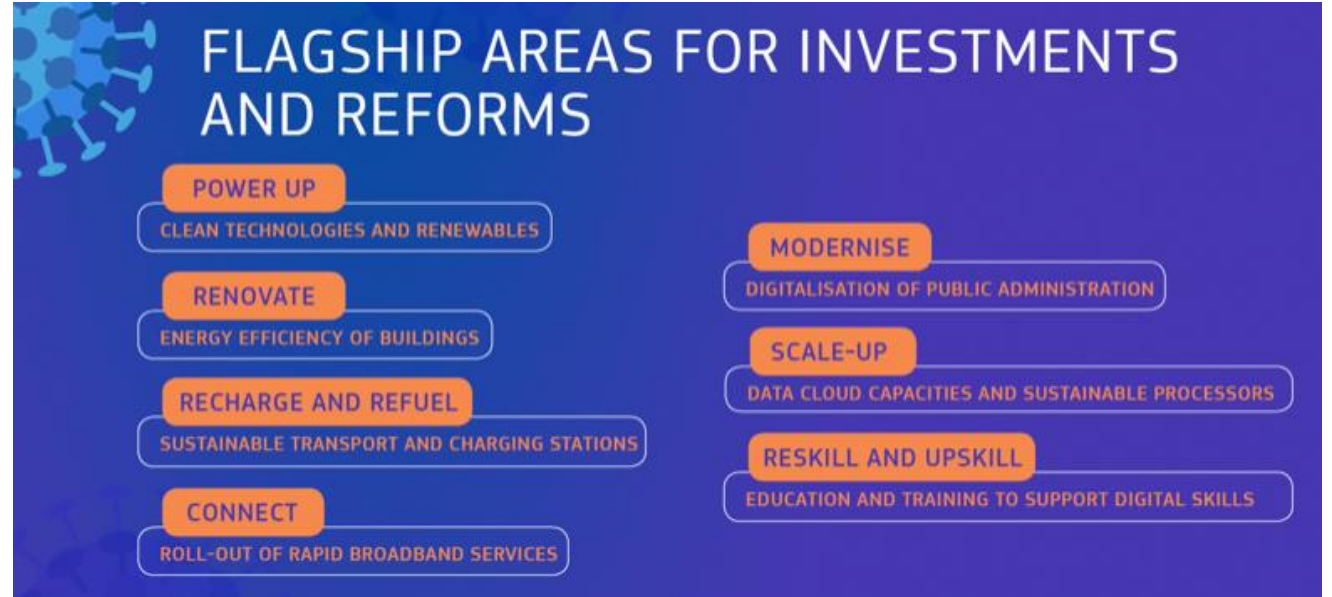 FLAGSHIP AREAS FOR INVESTMENTS
AND REFORMS
POWER UP
CLEAN TECHNOLOGIES AND RENEWABLES
RENOVATE
ENERGY EFFICIENCY OF BUILDINGS
RECHARGE AND REFUEL
SUSTAINABLE TRANSPORT AND CHARGING STATIONS
CONNECT
ROLL-OUT OF RAPID BROADBAND SERVICES
MODERNISE
DIGITALISATION OF PUBLIC ADMINISTRATION
SCALE-UP
DATA CLOUD CAPACITIES AND SUSTAINABLE PROCESSORS
RESKILL AND UPSKILL
EDUCATION AND TRAINING TO SUPPORT DIGITAL SKILLS